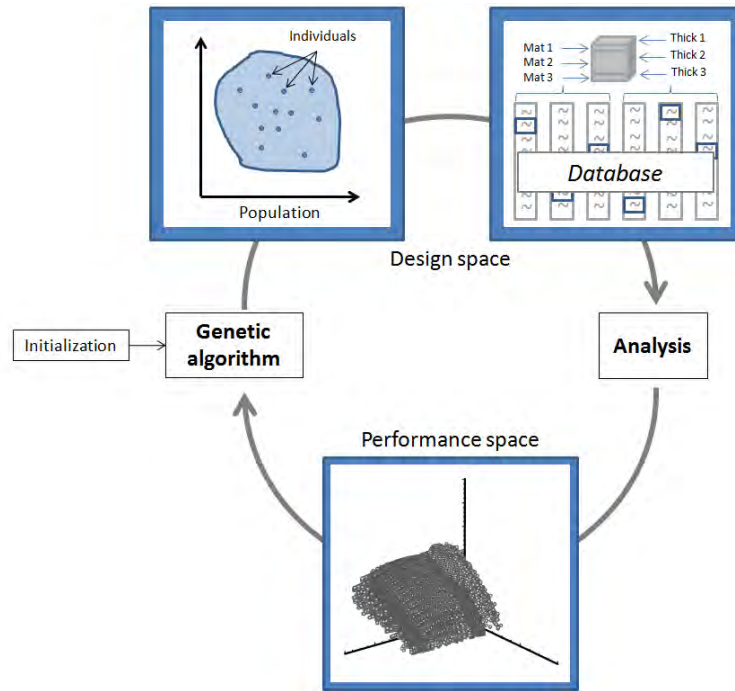 Individuals
Population
Mat 1
Mat 2
Mat 3
Thick 1
Thick 2
Thick 3
Database
Design space
Initialization
Genetic
algorithm
Analysis
Performance space